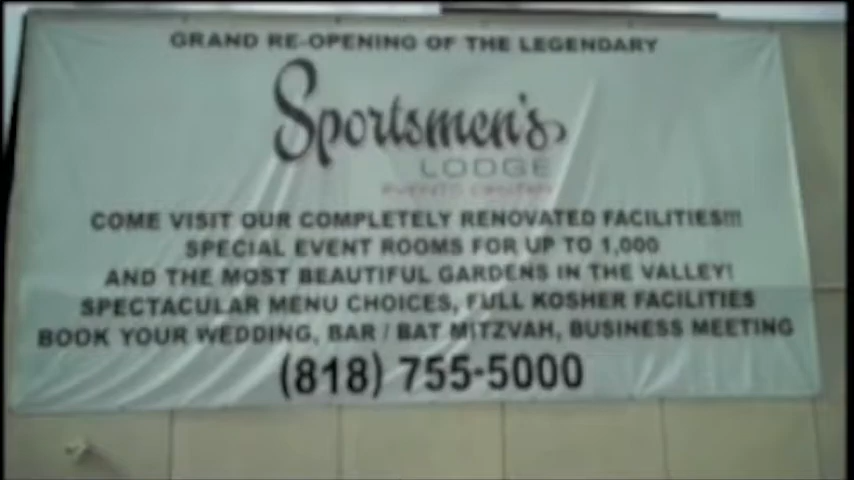 GRAND RE-OPENING OF THE LEGENDARY
Sportsmen's
LODGE
EVENTS CENTER
COME VISIT OUR COMPLETELY RENOVATED FACILITIES!!!
SPECIAL EVENT ROOMS FOR UP TO 1,000
AND THE MOST BEAUTIFUL GARDENS IN THE VALLEY!
SPECTACULAR MENU CHOICES, FULL KOSHER FACILITIES
BOOK YOUR WEDDING, BAR / BAT MITZVAH, BUSINESS MEETING
(818) 755-5000